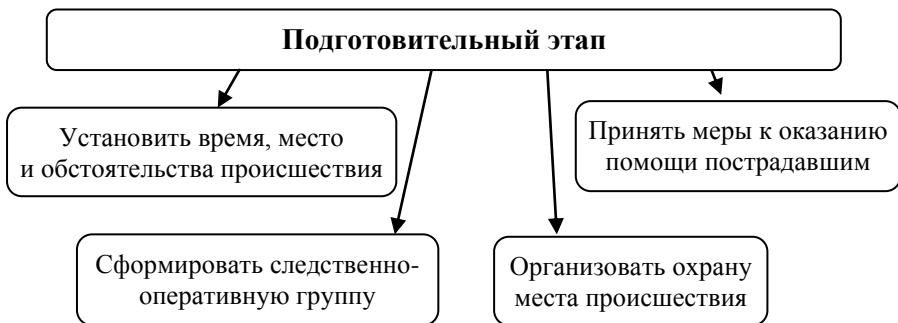 Подготовительный этап
Установить время, место
и обстоятельства происшествия
Принять меры к оказанию
помощи пострадавшим
Сформировать следственно-
оперативную группу
Организовать охрану
места происшествия